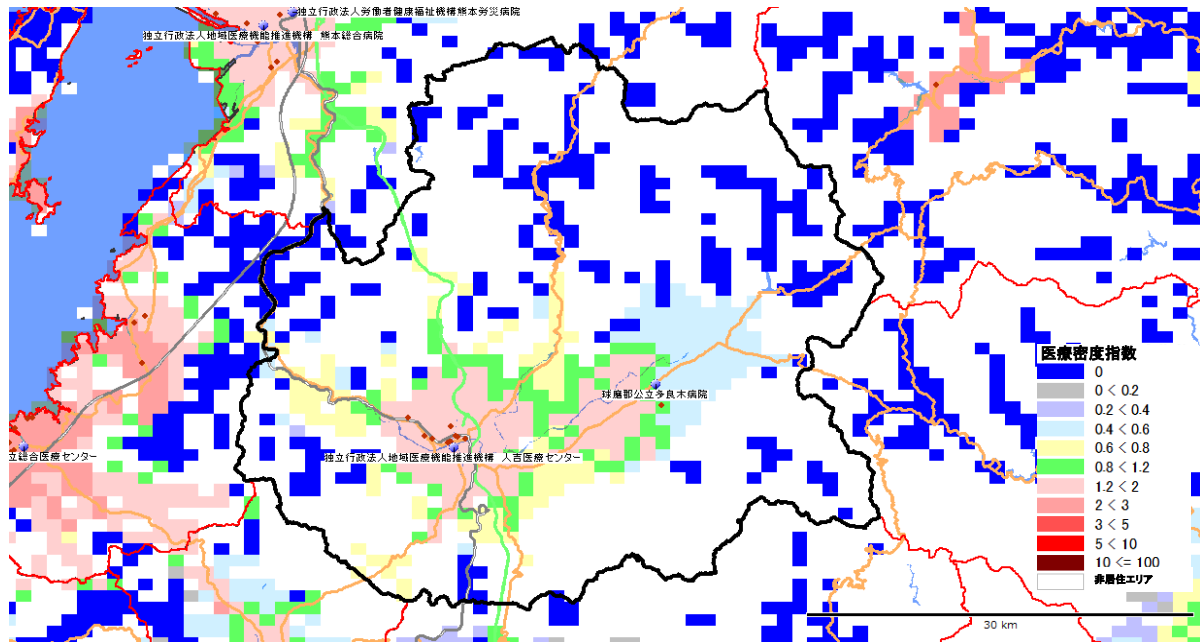 独立行政法人労働者健康福祉機構熊本労災病院
独立行政法人地域医療機能推進機構 熊本総合病院
球磨郡公立多良木病院
独立行政法人地域医療機能推進機構 人吉医療センター
立総合医療センター
医療密度指数
0
0 < 0.2
0.2 < 0.4
0.4 < 0.6
0.6 < 0.8
0.8 < 1.2
1.2 < 2
2 < 3
3 < 5
5 < 10
10 <= 100
非居住エリア
30 km